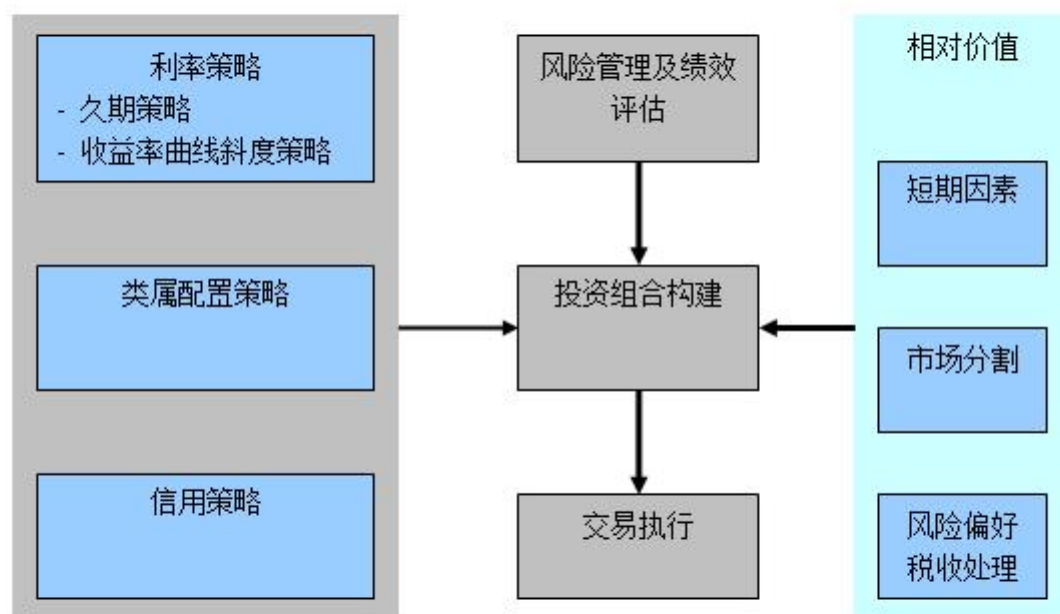 利率策略
- 久期策略
- 收益率曲线斜度策略
类属配置策略
信用策略
风险管理及绩效
评估
投资组合构建
交易执行
相对价值
短期因素
市场分割
风险偏好
税收处理